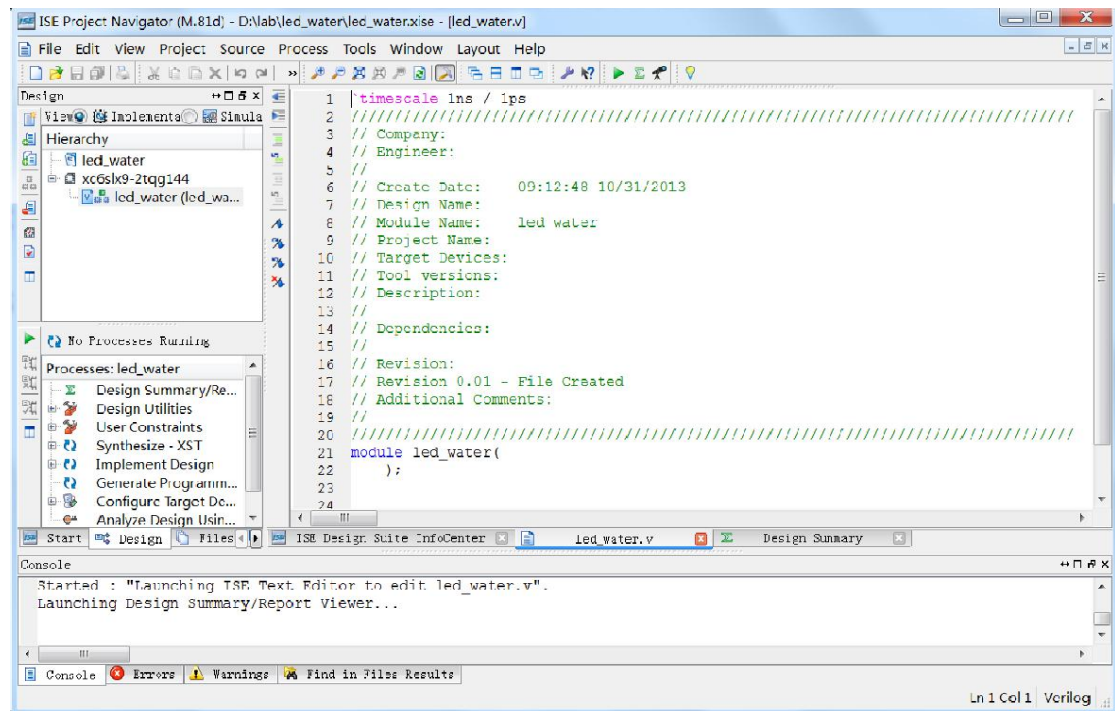 ISE Project Navigator (M.81d) - D:\lab\led_water\led_water.xise - [led_water.v]
File Edit View Project Source Process Tools Window Layout Help
Design
View Implementa Simula
Hierarchy
led_water
xc6slx9-2tqg144
led_water (led_wa...
No Processes Running
Processes: led_water
Design Summary/Re...
Design Utilities
User Constraints
Synthesize - XST
Implement Design
Generate Programm...
Configure Target De...
Analyze Design Usin...
Start Design Files
1 `timescale 1ns / 1ps
2 //////////////////////////////////////////////////////////////////////////////////
3 // Company:
4 // Engineer:
5 //
6 // Create Date: 09:12:48 10/31/2013
7 // Design Name:
8 // Module Name: led_water
9 // Project Name:
10 // Target Devices:
11 // Tool versions:
12 // Description:
13 //
14 // Dependencies:
15 //
16 // Revision:
17 // Revision 0.01 - File Created
18 // Additional Comments:
19 //
20 //////////////////////////////////////////////////////////////////////////////////
21 module led_water(
22 );
23
24
ISE Design Suite InfoCenter led_water.v Design Summary
Console
Started : "Launching ISE Text Editor to edit led_water.v".
Launching Design Summary/Report Viewer...
Console Errors Warnings Find in Files Results
Ln 1 Col 1 Verilog